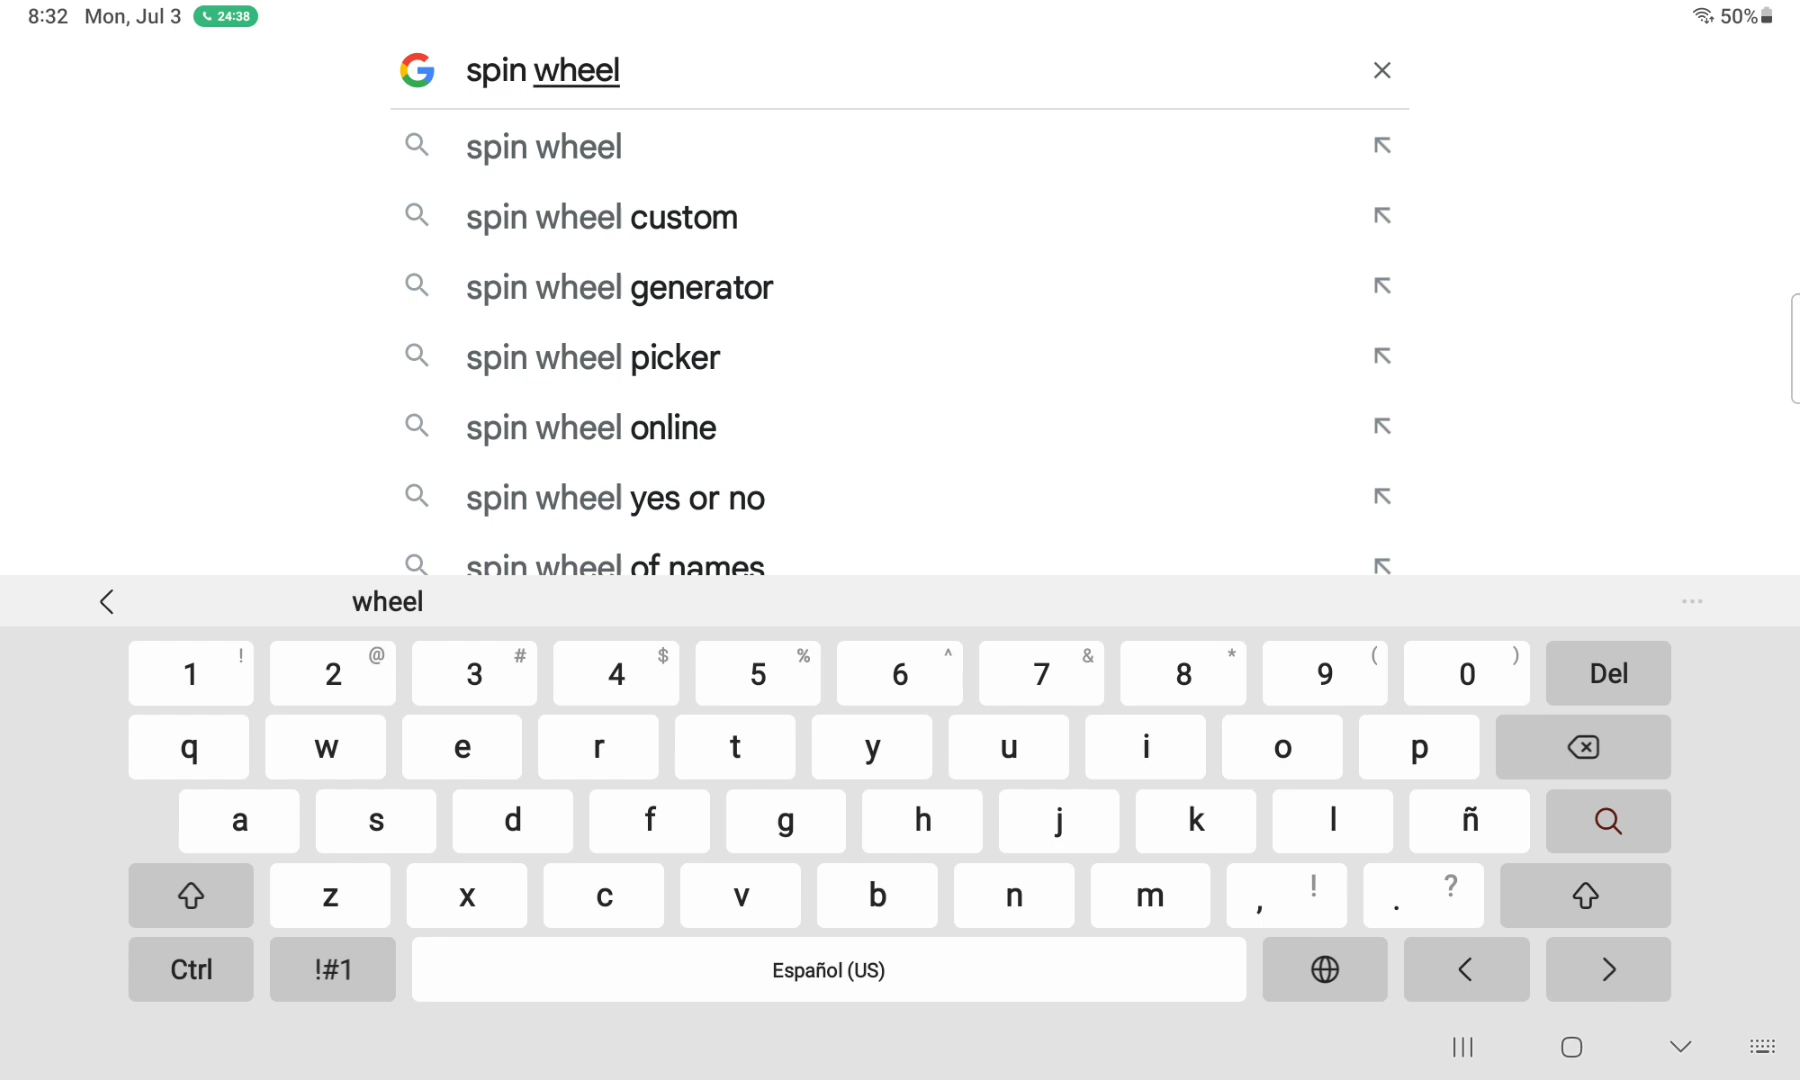 8:32 Mon, Jul 3 24:38 50%
spin wheel
spin wheel
spin wheel custom
spin wheel generator
spin wheel picker
spin wheel online
spin wheel yes or no
spin wheel of names
wheel
1 ! 2 @ 3 # 4 $ 5 % 6 ^ 7 & 8 * 9 ( 0 ) Del
q w e r t y u i o p
a s d f g h j k l ñ
z x c v b n m , ! . ?
Ctrl !#1 Español (US)